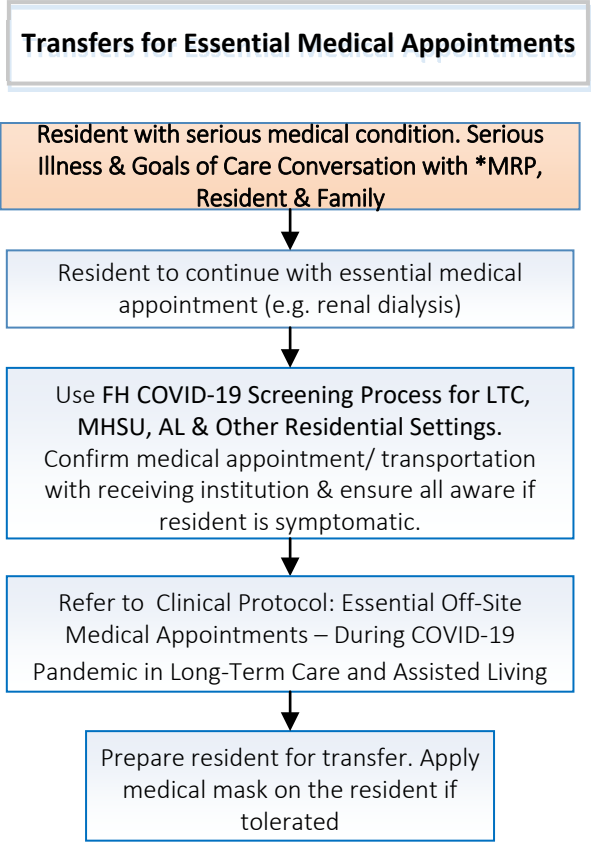 Transfers for Essential Medical Appointments
Resident with serious medical condition. Serious
Illness & Goals of Care Conversation with *MRP,
Resident & Family
Resident to continue with essential medical
appointment (e.g. renal dialysis)
Use FH COVID-19 Screening Process for LTC,
MHSU, AL & Other Residential Settings.
Confirm medical appointment/ transportation
with receiving institution & ensure all aware if
resident is symptomatic.
Refer to Clinical Protocol: Essential Off-Site
Medical Appointments – During COVID-19
Pandemic in Long-Term Care and Assisted Living
Prepare resident for transfer. Apply
medical mask on the resident if
tolerated